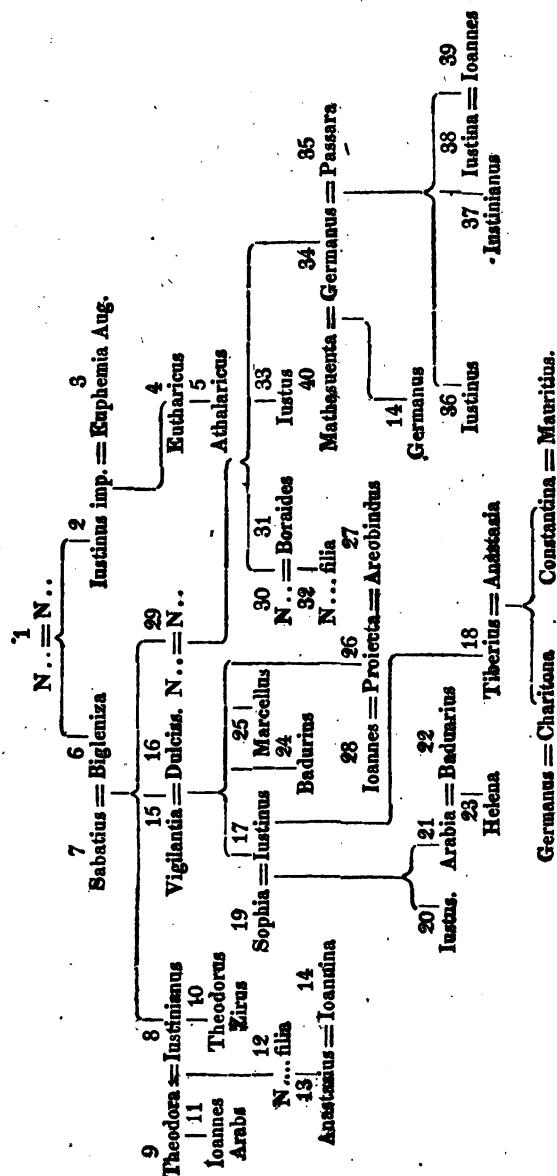 1
N..=N..
7 6 2 3
Sabatius = Bigleniza Iustinus imp. = Euphemia Aug.
9 8 15 16 29 4
Theodora = Iustinianus Vigilantia = Dulciss. N..=N.. Eutharicus
11 10 5
Ioannes Theodorus Athalaricus
Arabs Zirus
19 17 25 30 31 33 34 35
Sophia = Iustinus Marcellus N..=Boraides Iustus
12 24 32 40
N....filia Badurius N...filia Mathasuenta = Germanus = Passara
13 14 28 26 27 14
Anastasius = Ioannina Ioannes = Proiecta = Areobindus Germanus
20 21 22 18 36 37 38 39
Iustus. Arabia = Baduarius Tiberius = Anastasia Iustinus Iustinianus Iustina = Ioannes
23
Helena
Germanus = Charitona Constantina = Mauritius.